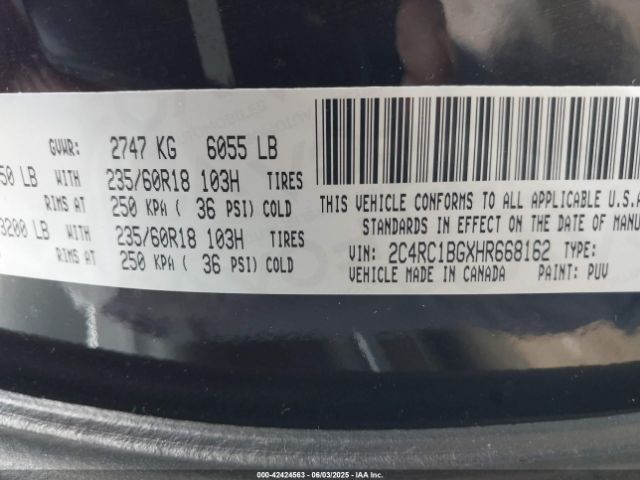 GVWR: 2747 KG 6055 LB
50 LB WITH 235/60R18 103H TIRES
RIMS AT 250 KPA ( 36 PSI) COLD
3200 LB WITH 235/60R18 103H TIRES
RIMS AT 250 KPA ( 36 PSI) COLD
THIS VEHICLE CONFORMS TO ALL APPLICABLE U.S.A
STANDARDS IN EFFECT ON THE DATE OF MANU
VIN: 2C4RC1BGXHR668162 TYPE:
VEHICLE MADE IN CANADA PAINT: PUV
000-42424563 - 06/03/2025 - IAA Inc.